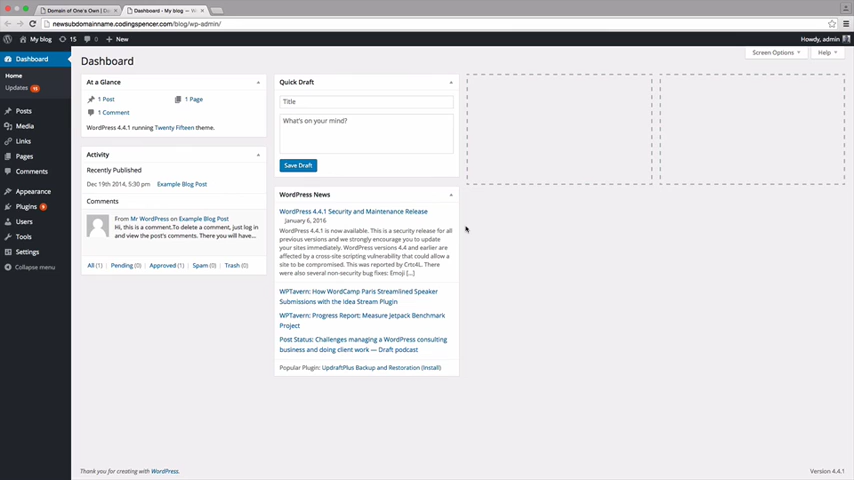 Domain of One's Own | Do
Dashboard ‹ My blog — W
newsubdomainname.codingspencer.com/blog/wp-admin/
My blog 15 0 + New
Howdy, admin
Dashboard
Home
Updates
Posts
Media
Links
Pages
Comments
Appearance
Plugins
Users
Tools
Settings
Collapse menu
Dashboard
Screen Options
Help
At a Glance
1 Post
1 Page
1 Comment
WordPress 4.4.1 running Twenty Fifteen theme.
Activity
Recently Published
Dec 19th 2014, 5:30 pm Example Blog Post
Comments
From Mr WordPress on Example Blog Post
Hi, this is a comment.To delete a comment, just log in
and view the post's comments. There you will have…
All (1) Pending (0) Approved (1) Spam (0) Trash (0)
Quick Draft
Title
What's on your mind?
Save Draft
WordPress News
WordPress 4.4.1 Security and Maintenance Release
January 6, 2016
WordPress 4.4.1 is now available. This is a security release for all
previous versions and we strongly encourage you to update
your sites immediately. WordPress versions 4.4 and earlier are
affected by a cross-site scripting vulnerability that could allow a
site to be compromised. This was reported by Crtc4L. There
were also several non-security bug fixes: Emoji […]
WPTavern: How WordCamp Paris Streamlined Speaker
Submissions with the Idea Stream Plugin
WPTavern: Progress Report: Measure Jetpack Benchmark
Project
Post Status: Challenges managing a WordPress consulting
business and doing client work — Draft podcast
Popular Plugin: UpdraftPlus Backup and Restoration (Install)
Thank you for creating with WordPress.
Version 4.4.1